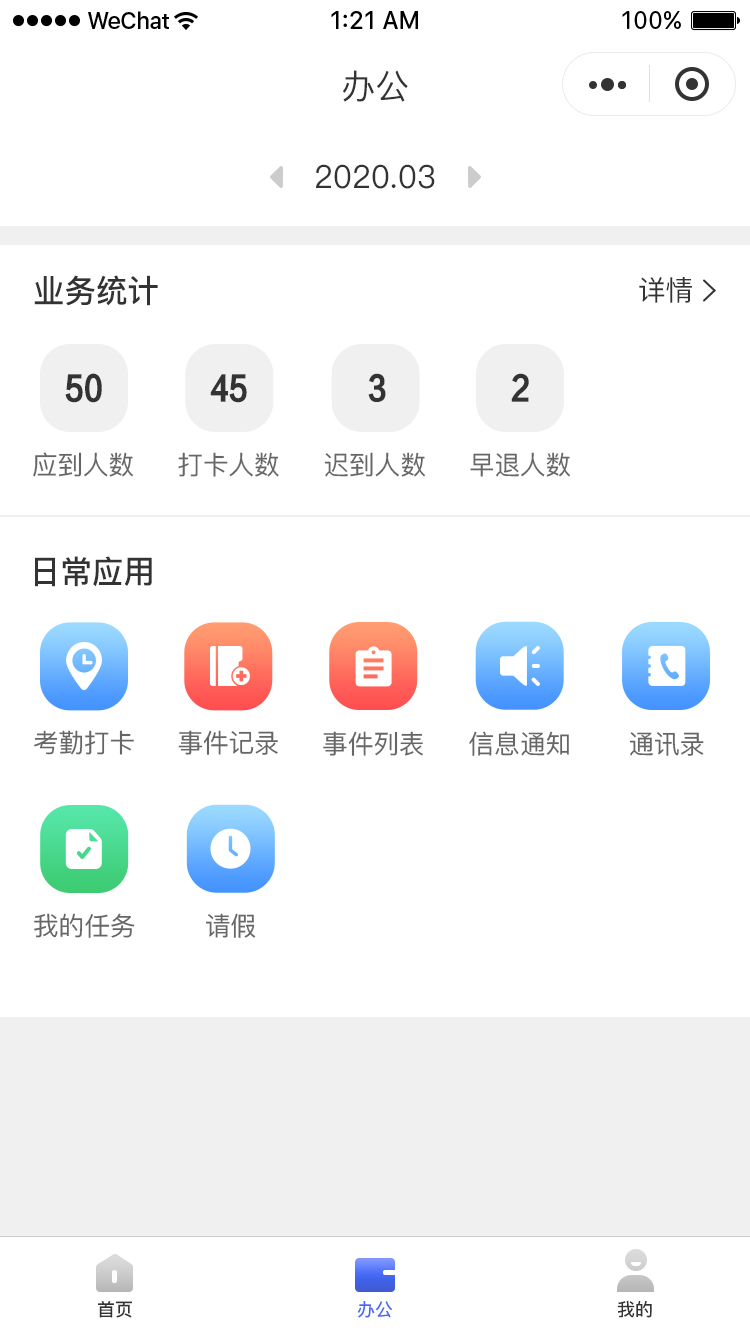 WeChat 1:21 AM 100%
办公
2020.03
业务统计 详情
50 45 3 2
应到人数 打卡人数 迟到人数 早退人数
日常应用
考勤打卡 事件记录 事件列表 信息通知 通讯录
我的任务 请假
首页 办公 我的